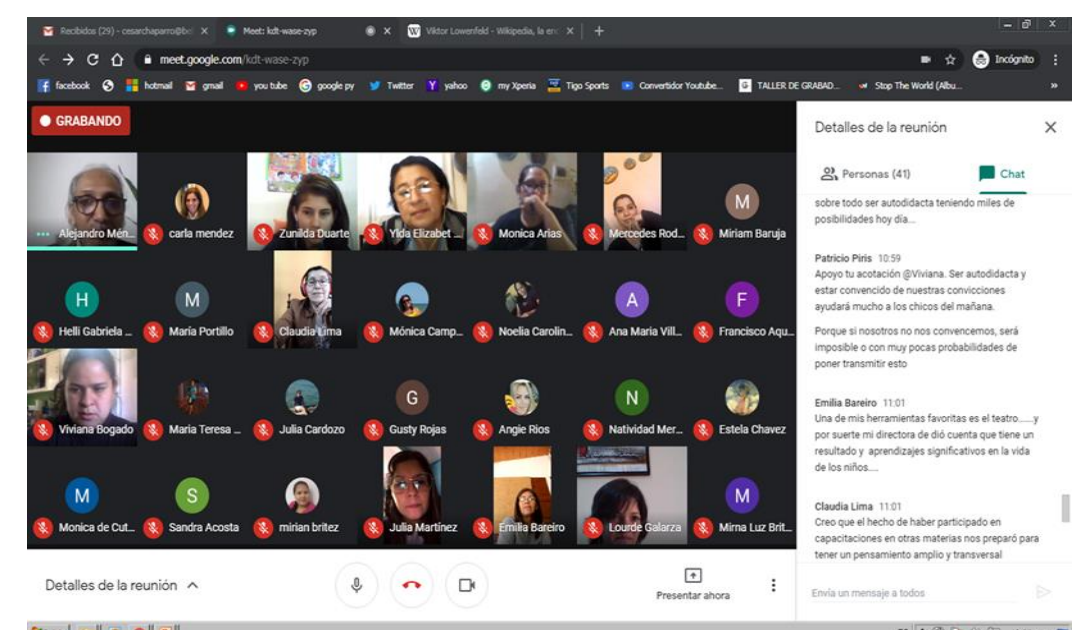 Recibidos (29) - cesarchaparro@be
Meet: kdt-wase-zyp
Viktor Lowenfeld - Wikipedia, la en
meet.google.com/kdt-wase-zyp
Incógnito
facebook
hotmail
gmail
you tube
google py
Twitter
yahoo
my Xperia
Tigo Sports
Convertidor Youtube...
TALLER DE GRABAD...
Stop The World (Albu...
GRABANDO
Alejandro Mén...
carla mendez
Zunilda Duarte
Ylda Elizabet ...
Monica Arias
Mercedes Rod...
M
Miriam Baruja
H
Helli Gabriela ...
M
María Portillo
Claudia Lima
Mónica Camp...
Noelia Carolin...
A
Ana Maria Vill...
F
Francisco Aqu...
Viviana Bogado
Maria Teresa ...
Julia Cardozo
G
Gusty Rojas
Angie Rios
N
Natividad Mer...
Estela Chavez
M
Monica de Cut...
S
Sandra Acosta
mirian britez
Julia Martínez
Emilia Bareiro
Lourde Galarza
M
Mirna Luz Brit...
Detalles de la reunión
Presentar ahora
Detalles de la reunión
Personas (41)
Chat
sobre todo ser autodidacta teniendo miles de
posibilidades hoy día...
Patricio Piris 10:59
Apoyo tu acotación @Viviana. Ser autodidacta y
estar convencido de nuestras convicciones
ayudará mucho a los chicos del mañana.
Porque si nosotros no nos convencemos, será
imposible o con muy pocas probabilidades de
poner transmitir esto
Emilia Bareiro 11:01
Una de mis herramientas favoritas es el teatro......y
por suerte mi directora de dió cuenta que tiene un
resultado y aprendizajes significativos en la vida
de los niños....
Claudia Lima 11:01
Creo que el hecho de haber participado en
capacitaciones en otras materias nos preparó para
tener un pensamiento amplio y transversal
Envía un mensaje a todos